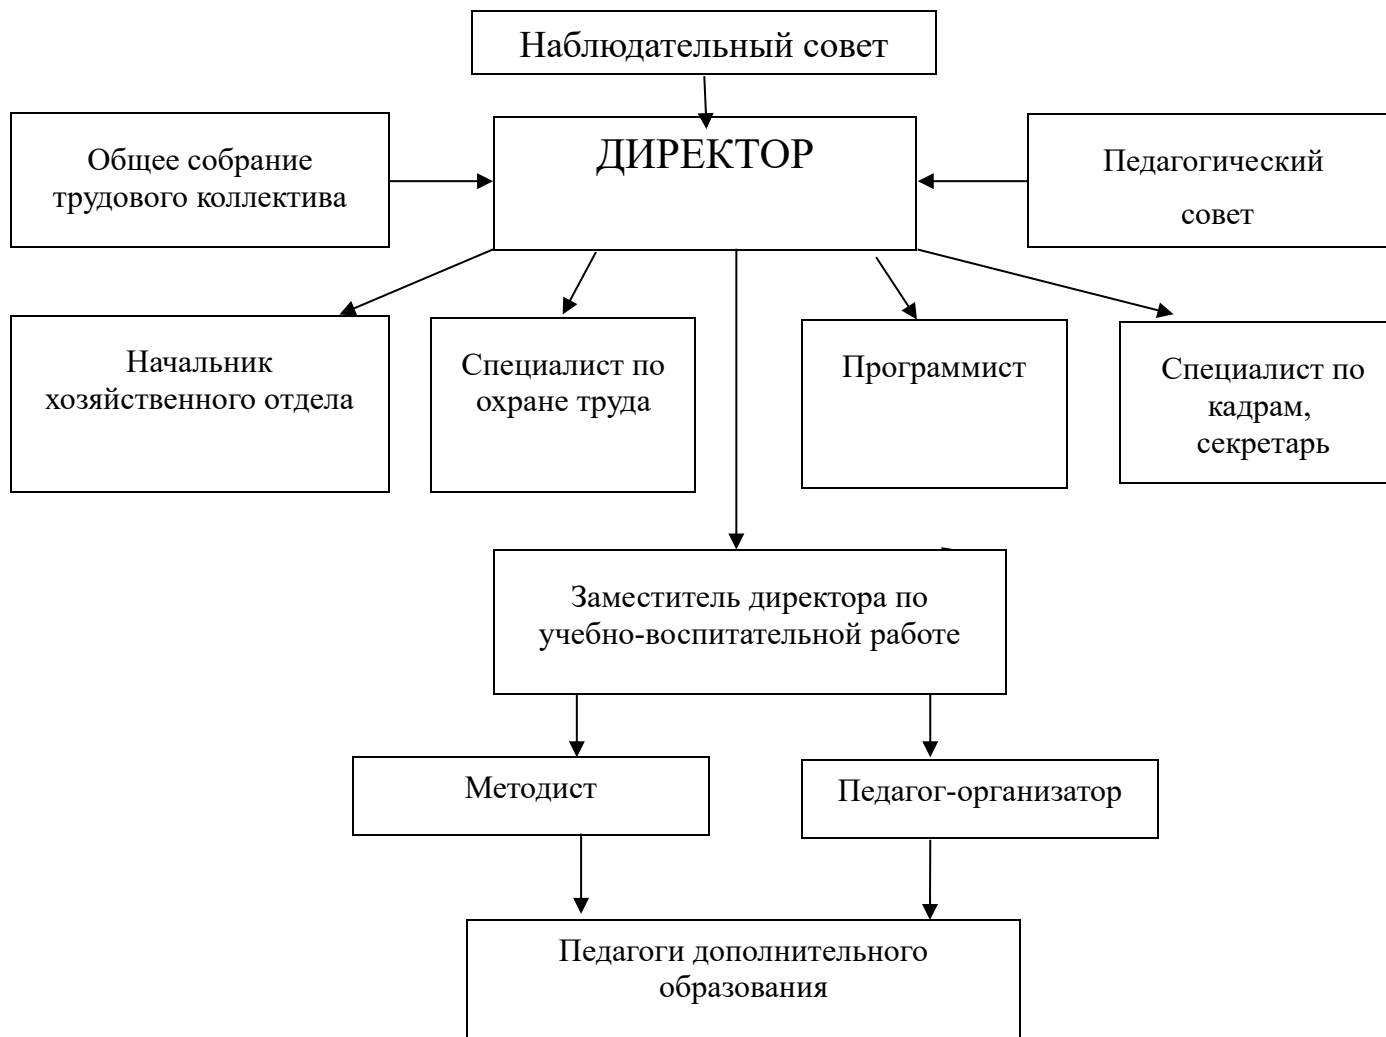 Наблюдательный совет
Общее собрание
трудового коллектива
ДИРЕКТОР
Педагогический
совет
Начальник
хозяйственного отдела
Специалист по
охране труда
Программист
Специалист по
кадрам,
секретарь
Заместитель директора по
учебно-воспитательной работе
Методист
Педагог-организатор
Педагоги дополнительного
образования